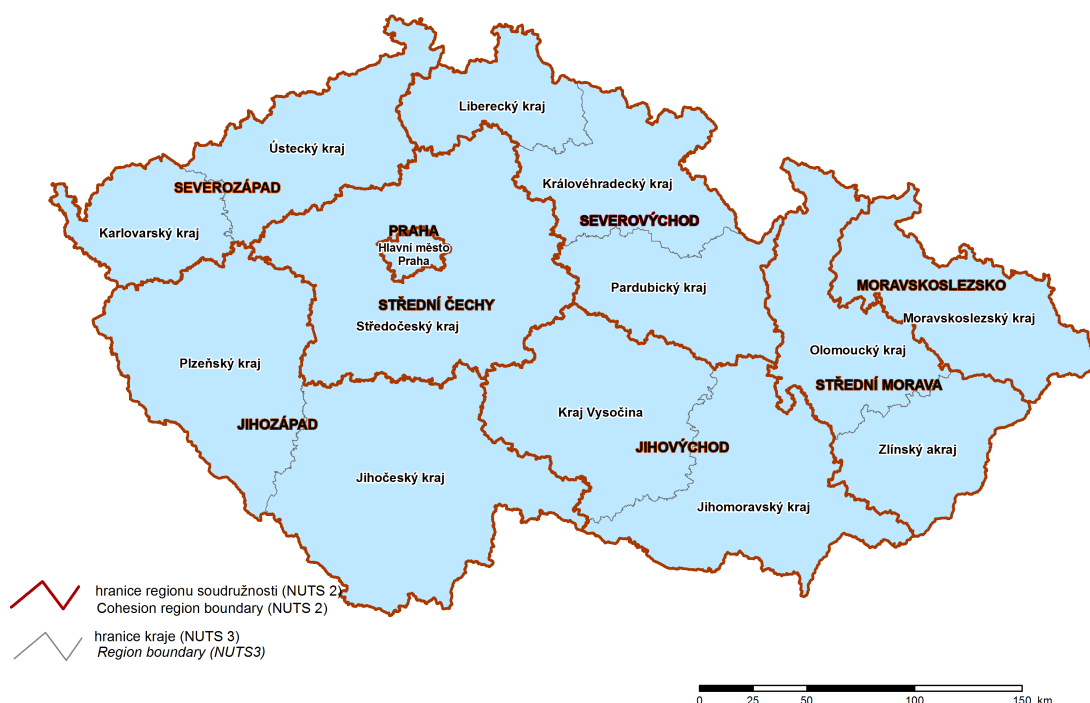 Liberecký kraj
Ústecký kraj
SEVEROZÁPAD
Královéhradecký kraj
SEVEROVÝCHOD
Karlovarský kraj
PRAHA
Hlavní město
Praha
Pardubický kraj
MORAVSKOSLEZSKO
STŘEDNÍ ČECHY
Moravskoslezský kraj
Středočeský kraj
Olomoucký kraj
Plzeňský kraj
STŘEDNÍ MORAVA
Kraj Vysočina
JIHOZÁPAD
JIHOVÝCHOD
Zlínský akraj
Jihočeský kraj
Jihomoravský kraj
hranice regionu soudružnosti (NUTS 2)
Cohesion region boundary (NUTS 2)
hranice kraje (NUTS 3)
Region boundary (NUTS3)
0 25 50 100 150 km